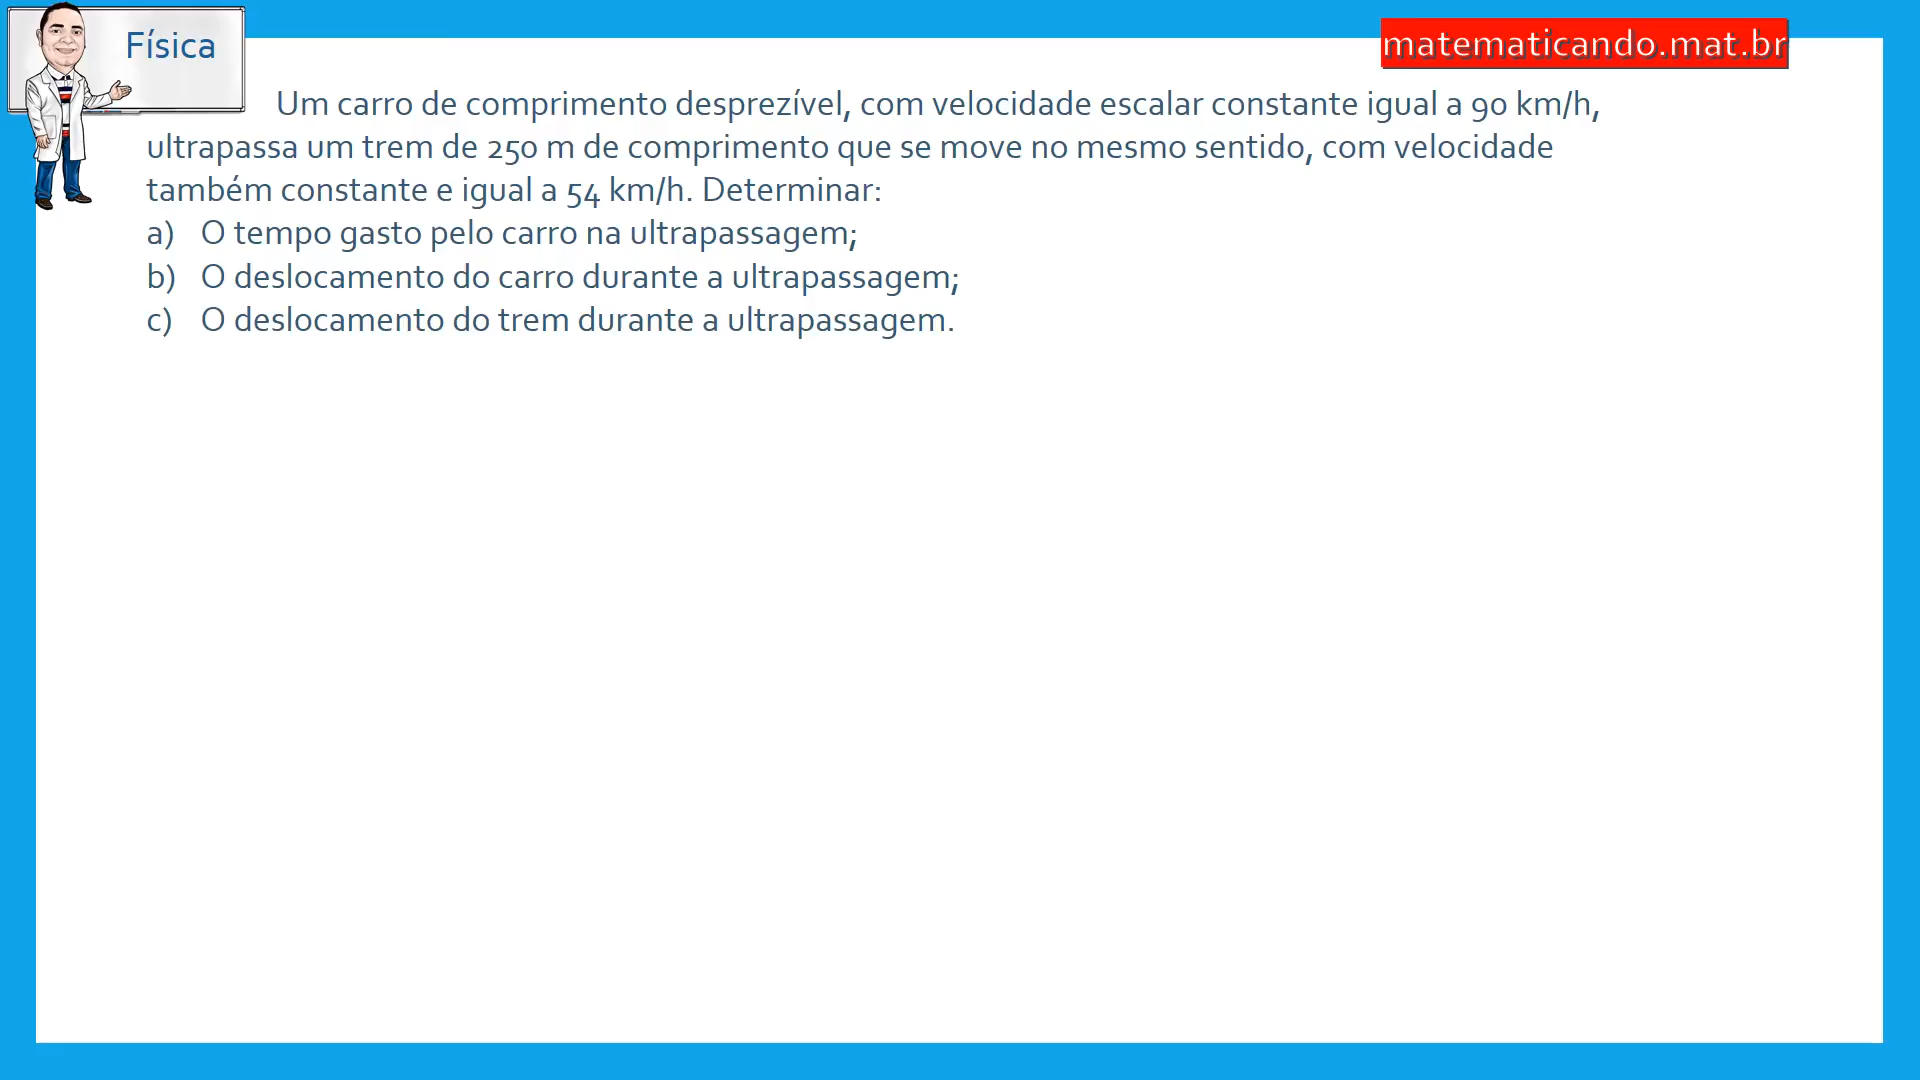 Física
matematicando.mat.br
Um carro de comprimento desprezível, com velocidade escalar constante igual a 90 km/h,
ultrapassa um trem de 250 m de comprimento que se move no mesmo sentido, com velocidade
também constante e igual a 54 km/h. Determinar:
a) O tempo gasto pelo carro na ultrapassagem;
b) O deslocamento do carro durante a ultrapassagem;
c) O deslocamento do trem durante a ultrapassagem.